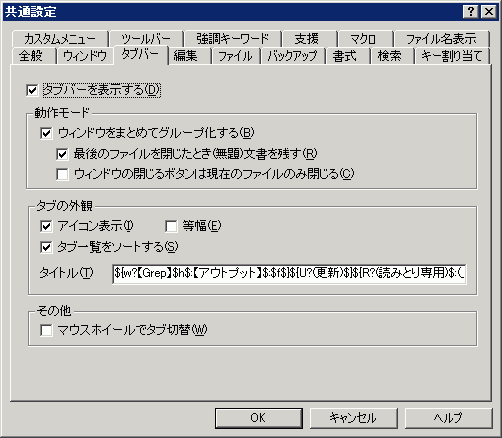 共通設定
カスタムメニュー ツールバー 強調キーワード 支援 マクロ ファイル名表示
全般 ウィンドウ タブバー 編集 ファイル バックアップ 書式 検索 キー割り当て
タブバーを表示する(D)
動作モード
ウィンドウをまとめてグループ化する(B)
最後のファイルを閉じたとき(無題)文書を残す(R)
ウィンドウの閉じるボタンは現在のファイルのみ閉じる(C)
タブの外観
アイコン表示(I) 等幅(E)
タブ一覧をソートする(S)
タイトル(T) ${w?【Grep】$h$:【アウトプット】$:$f$}${U?(更新)$}${R?(読みとり専用)$:(
その他
マウスホイールでタブ切替(W)
OK キャンセル ヘルプ